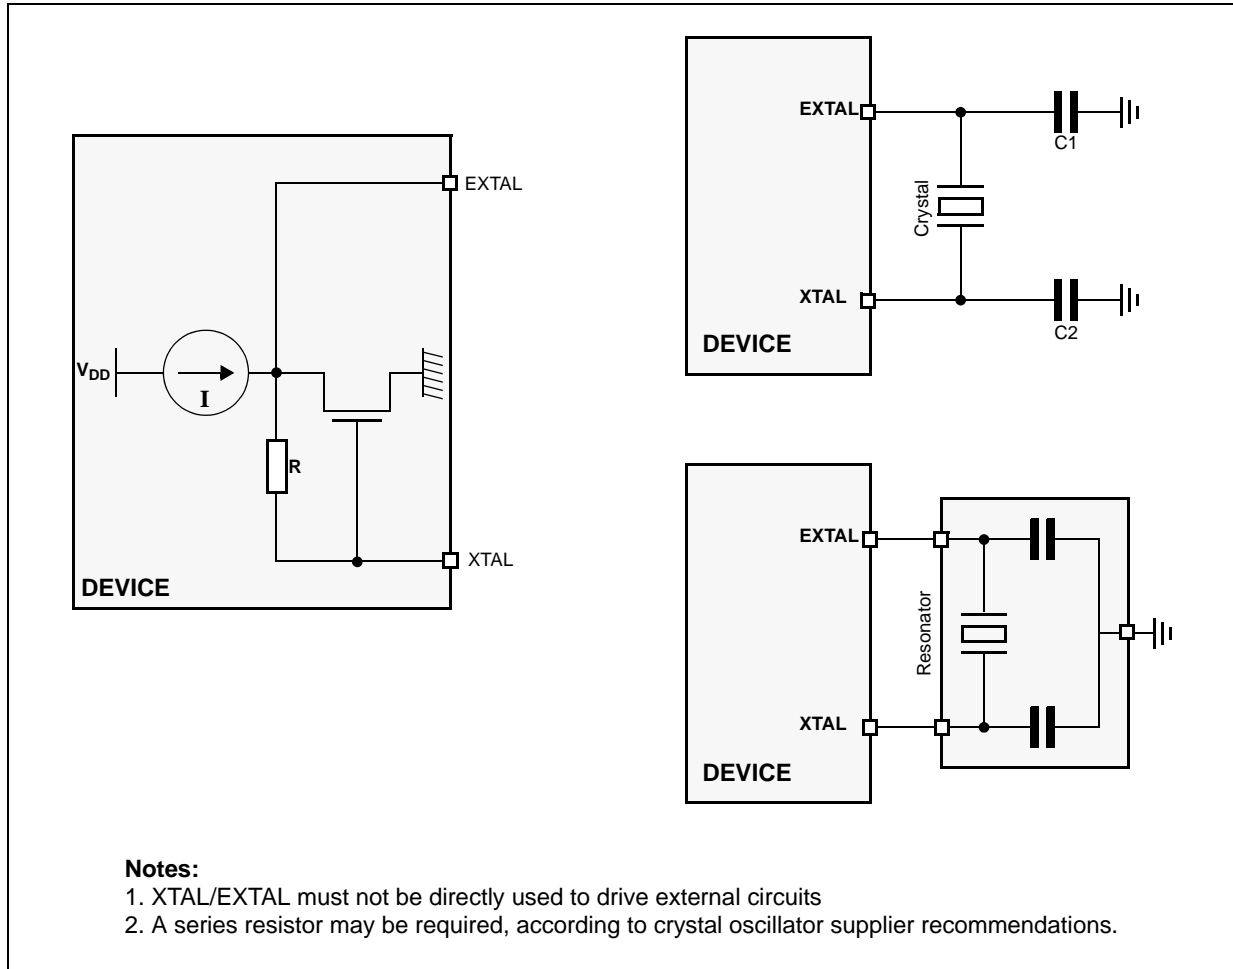 EXTAL
V_DD
I
R
XTAL
DEVICE
EXTAL
C1
Crystal
XTAL
C2
DEVICE
EXTAL
Resonator
XTAL
DEVICE
Notes:
1. XTAL/EXTAL must not be directly used to drive external circuits
2. A series resistor may be required, according to crystal oscillator supplier recommendations.